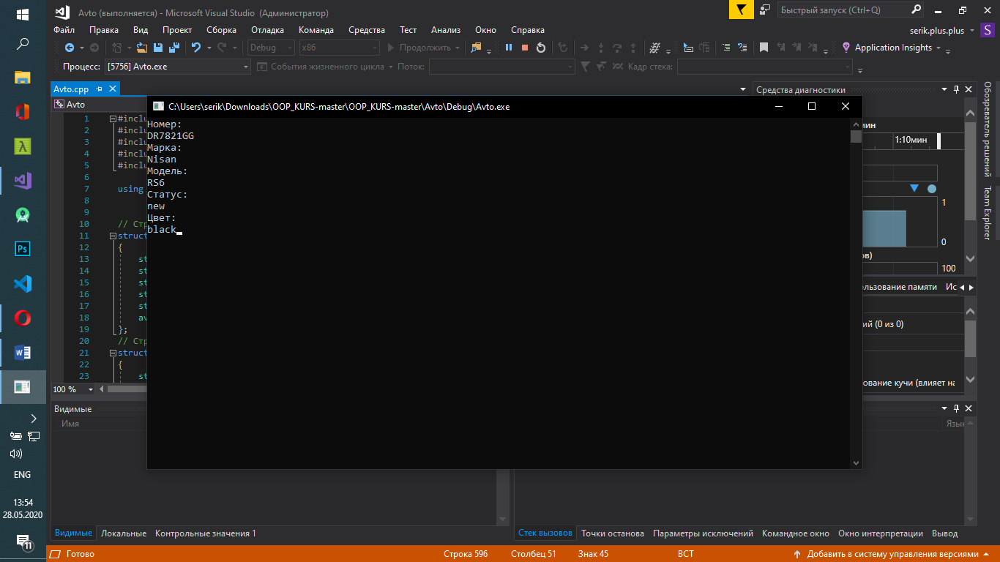 Avto (выполняется) - Microsoft Visual Studio (Администратор)
Быстрый запуск (Ctrl+Q)
Файл Правка Вид Проект Сборка Отладка Команда Средства Тест Анализ Окно Справка
serik.plus.plus S
Debug x86 Продолжить Application Insights
Процесс: [5756] Avto.exe События жизненного цикла Поток: Кадр стека:
Avto.cpp
Средства диагностики
Avto
C:\Users\serik\Downloads\OOP_KURS-master\OOP_KURS-master\Avto\Debug\Avto.exe
Номер:
DR7821GG
Марка:
Nisan
Модель:
RS6
Статус:
new
Цвет:
black
1 #inclu
2 #inclu
3 #inclu
4 #inclu
5 #inclu
6
7 using
8
9
10 // Стр
11 struct
12 {
13 st
14 st
15 st
16 st
17 st
18 av
19 };
20 // Стр
21 struct
22 {
23 st
100 %
мин
1:10мин
1
0
ов)
100
ользование памяти Ис
ий (0 из 0)
ование кучи (влияет на
Обозреватель решений
Team Explorer
Видимые
Имя
Язык
Видимые Локальные Контрольные значения 1
Стек вызовов Точки останова Параметры исключений Командное окно Окно интерпретации Вывод
Готово Строка 596 Столбец 51 Знак 45 ВСТ Добавить в систему управления версиями
Ps
ENG
13:54
28.05.2020
11